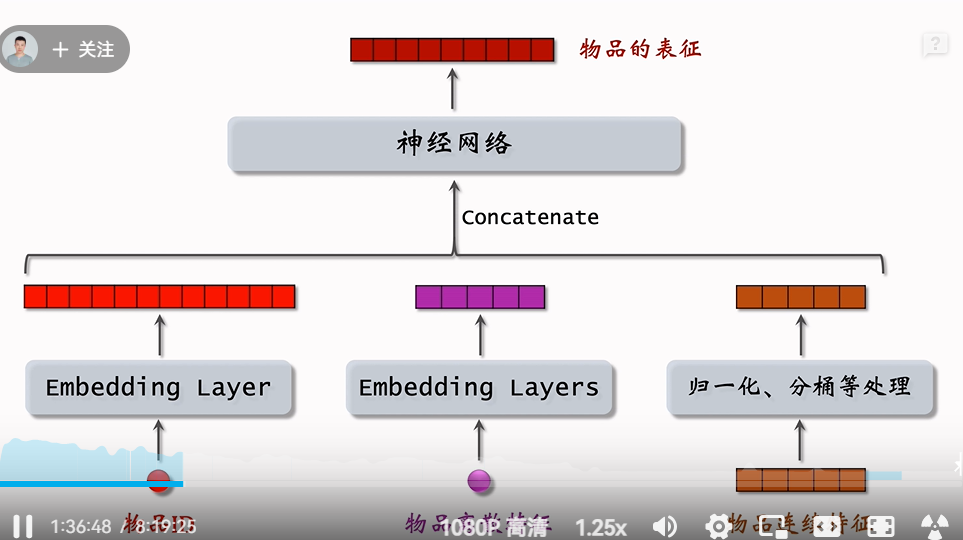 + 关注
物品的表征
?
神经网络
Concatenate
Embedding Layer
Embedding Layers
归一化、分桶等处理
物品ID
物品离散特征
物品连续特征
1:36:48 / 8:19:25
1080P 高清
1.25x